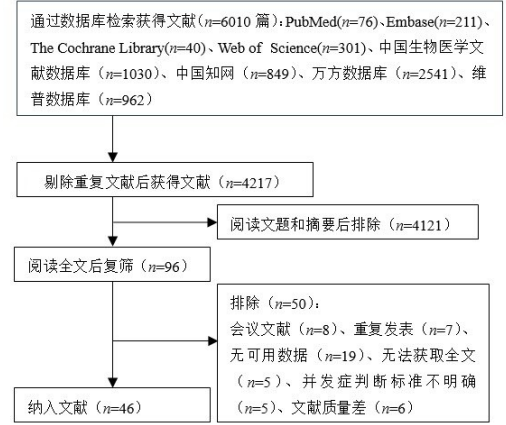 通过数据库检索获得文献（n=6010 篇）：PubMed(n=76)、Embase(n=211)、
The Cochrane Library(n=40)、Web of Science(n=301)、中国生物医学文
献数据库（n=1030）、中国知网（n=849）、万方数据库（n=2541）、维
普数据库（n=962）
剔除重复文献后获得文献（n=4217）
阅读文题和摘要后排除（n=4121）
阅读全文后复筛（n=96）
排除（n=50）：
会议文献（n=8）、重复发表（n=7）、
无可用数据（n=19）、无法获取全文
（n=5）、并发症判断标准不明确
（n=5）、文献质量差（n=6）
纳入文献（n=46）